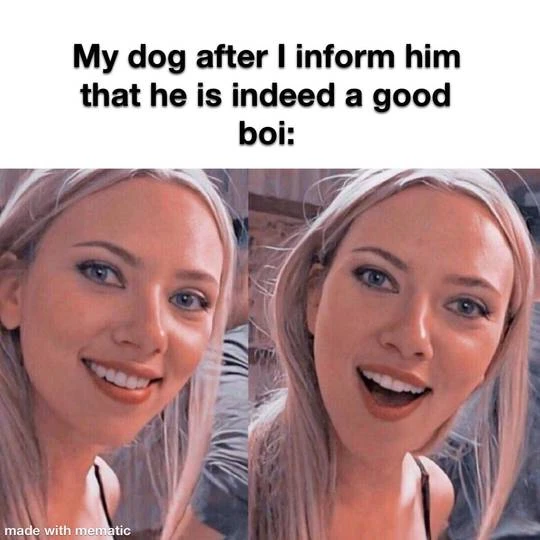 My dog after I inform him
that he is indeed a good
boi:
made with mematic